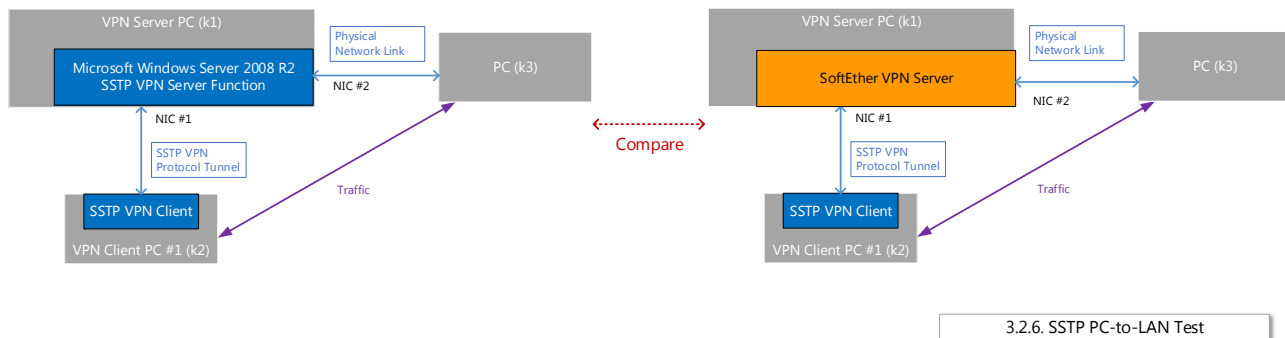 VPN Server PC (k1)
Microsoft Windows Server 2008 R2
SSTP VPN Server Function
Physical
Network Link
NIC #2
PC (k3)
NIC #1
SSTP VPN
Protocol Tunnel
Traffic
SSTP VPN Client
VPN Client PC #1 (k2)
Compare
VPN Server PC (k1)
SoftEther VPN Server
Physical
Network Link
NIC #2
PC (k3)
NIC #1
SSTP VPN
Protocol Tunnel
Traffic
SSTP VPN Client
VPN Client PC #1 (k2)
3.2.6. SSTP PC-to-LAN Test